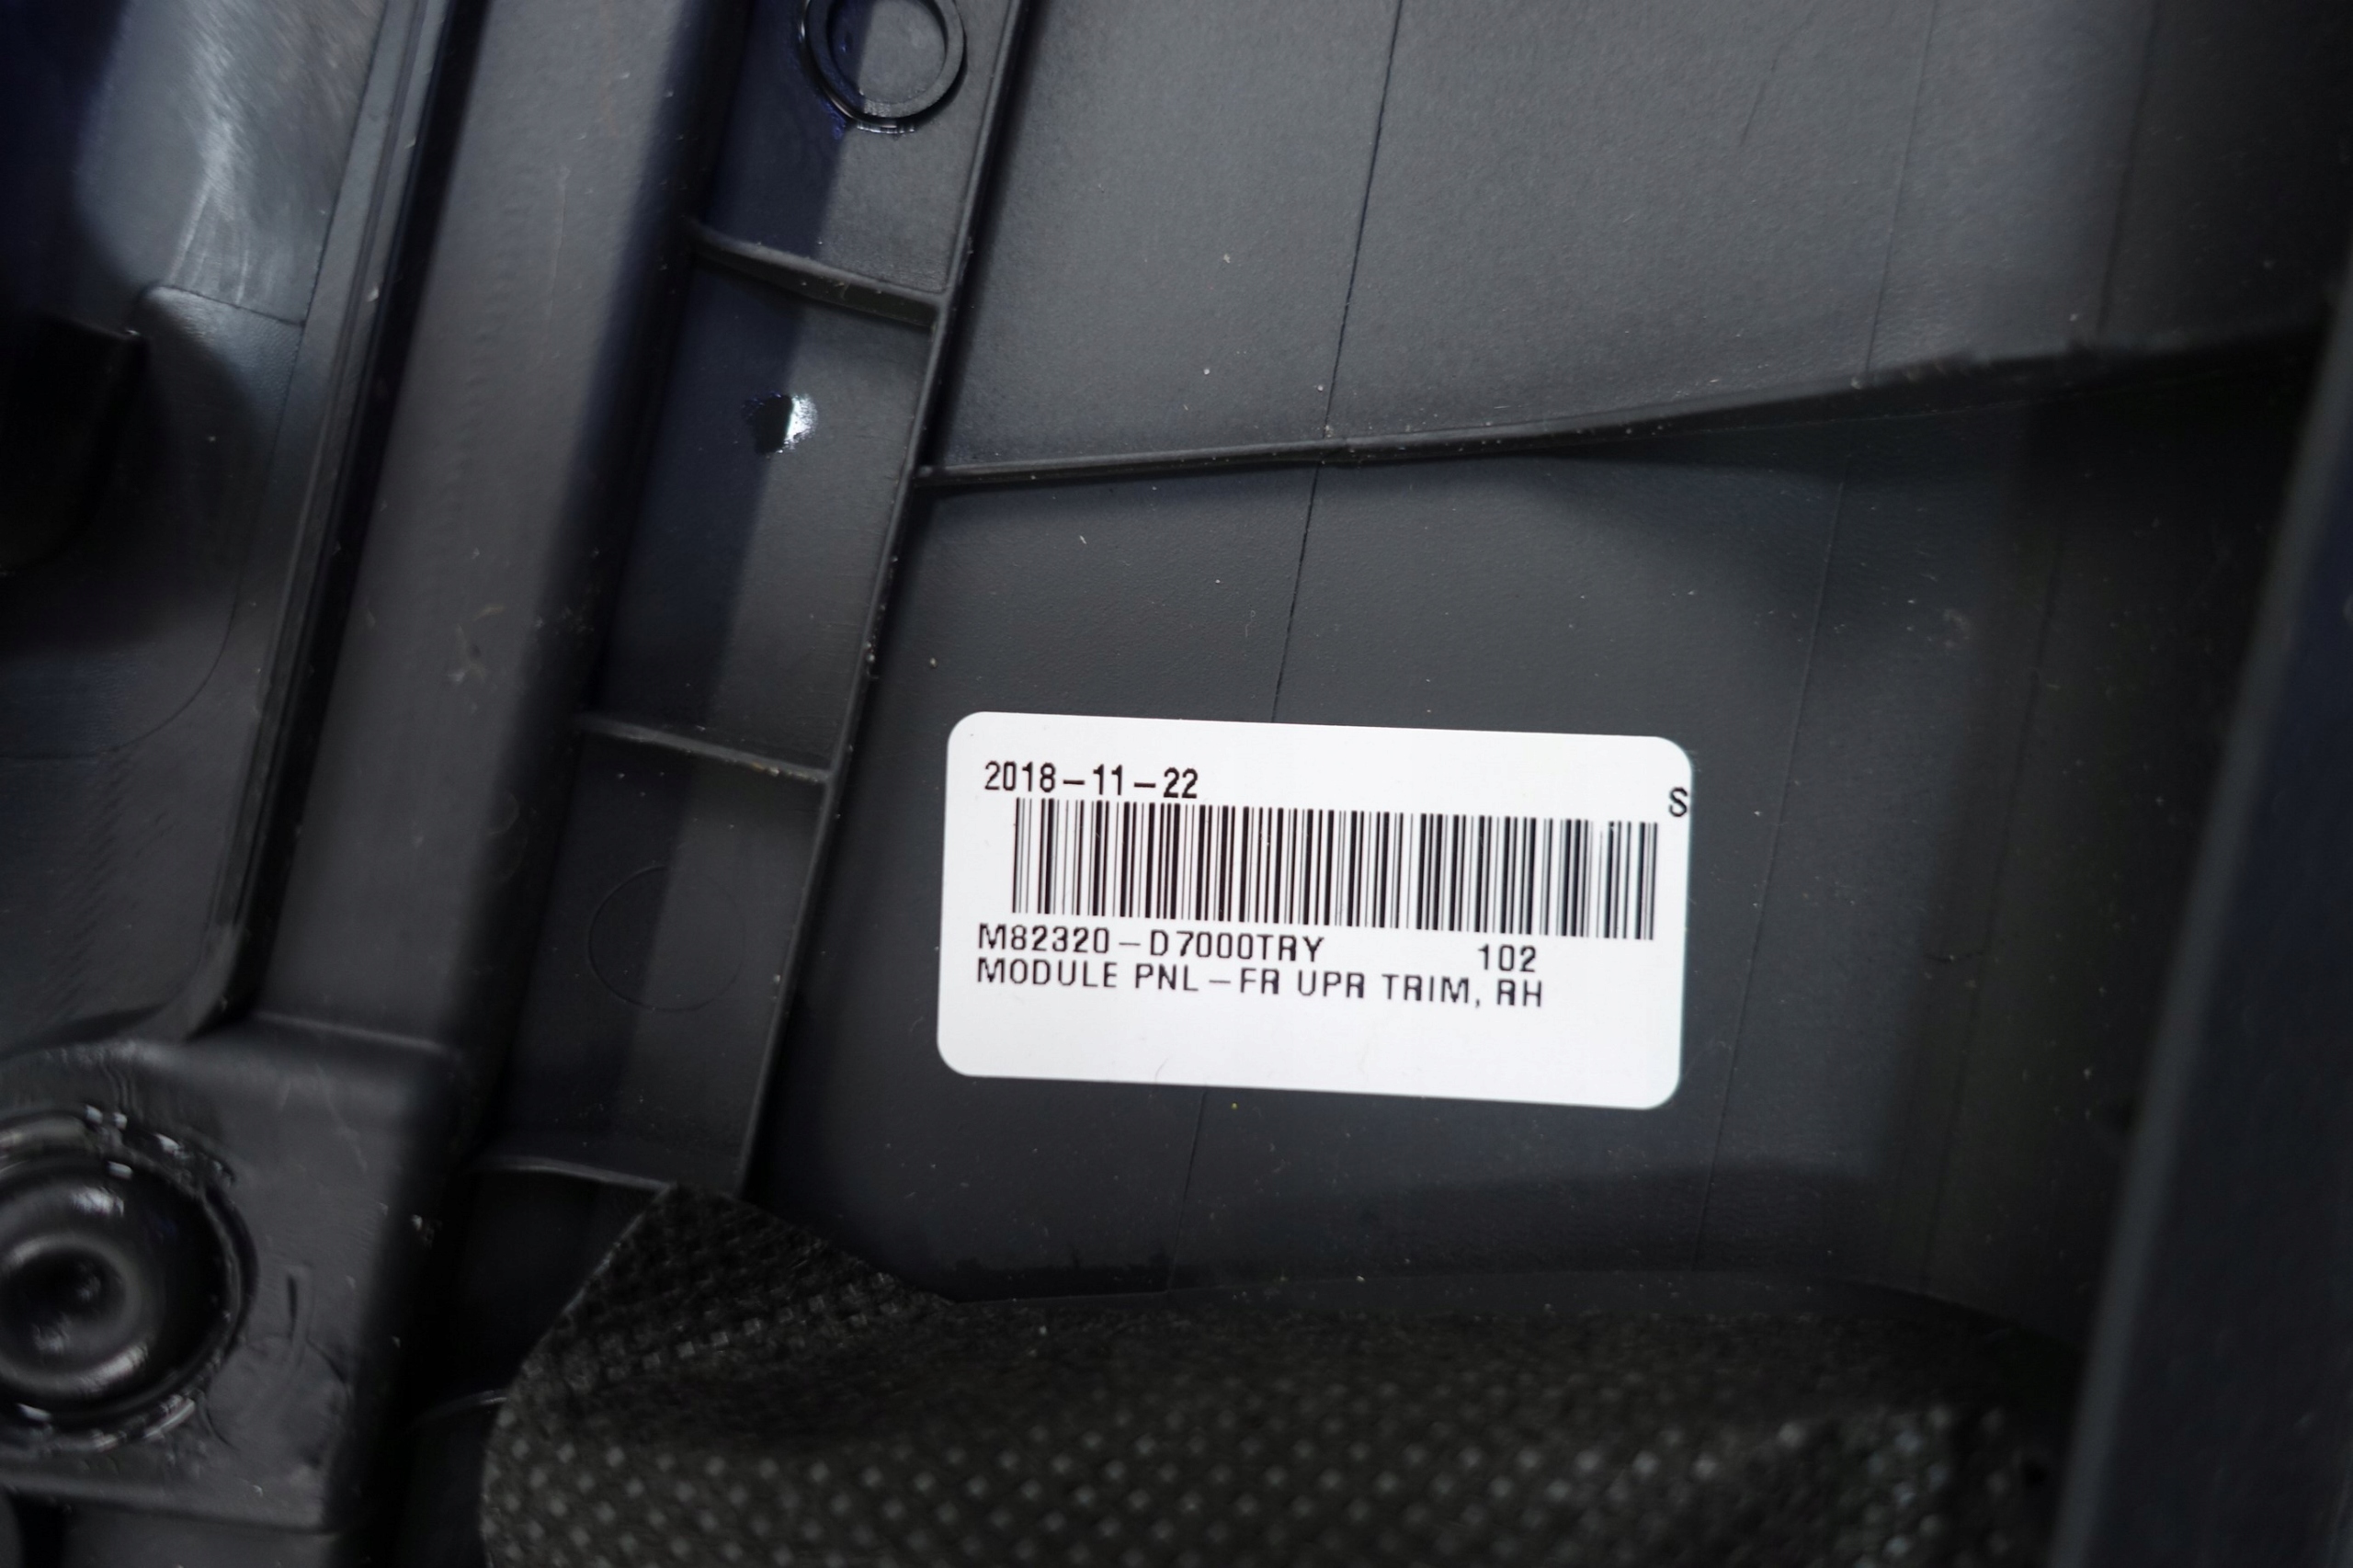 2018-11-22
S
M82320-D7000TRY 102
MODULE PNL-FR UPR TRIM, RH